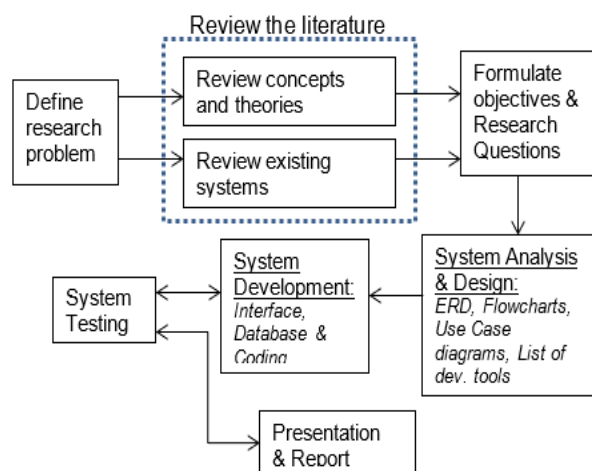 Review the literature
Define
research
problem
Review concepts
and theories
Review existing
systems
Formulate
objectives &
Research
Questions
System Analysis
& Design:
ERD, Flowcharts,
Use Case
diagrams, List of
dev. tools
System
Development:
Interface,
Database &
Coding
System
Testing
Presentation
& Report